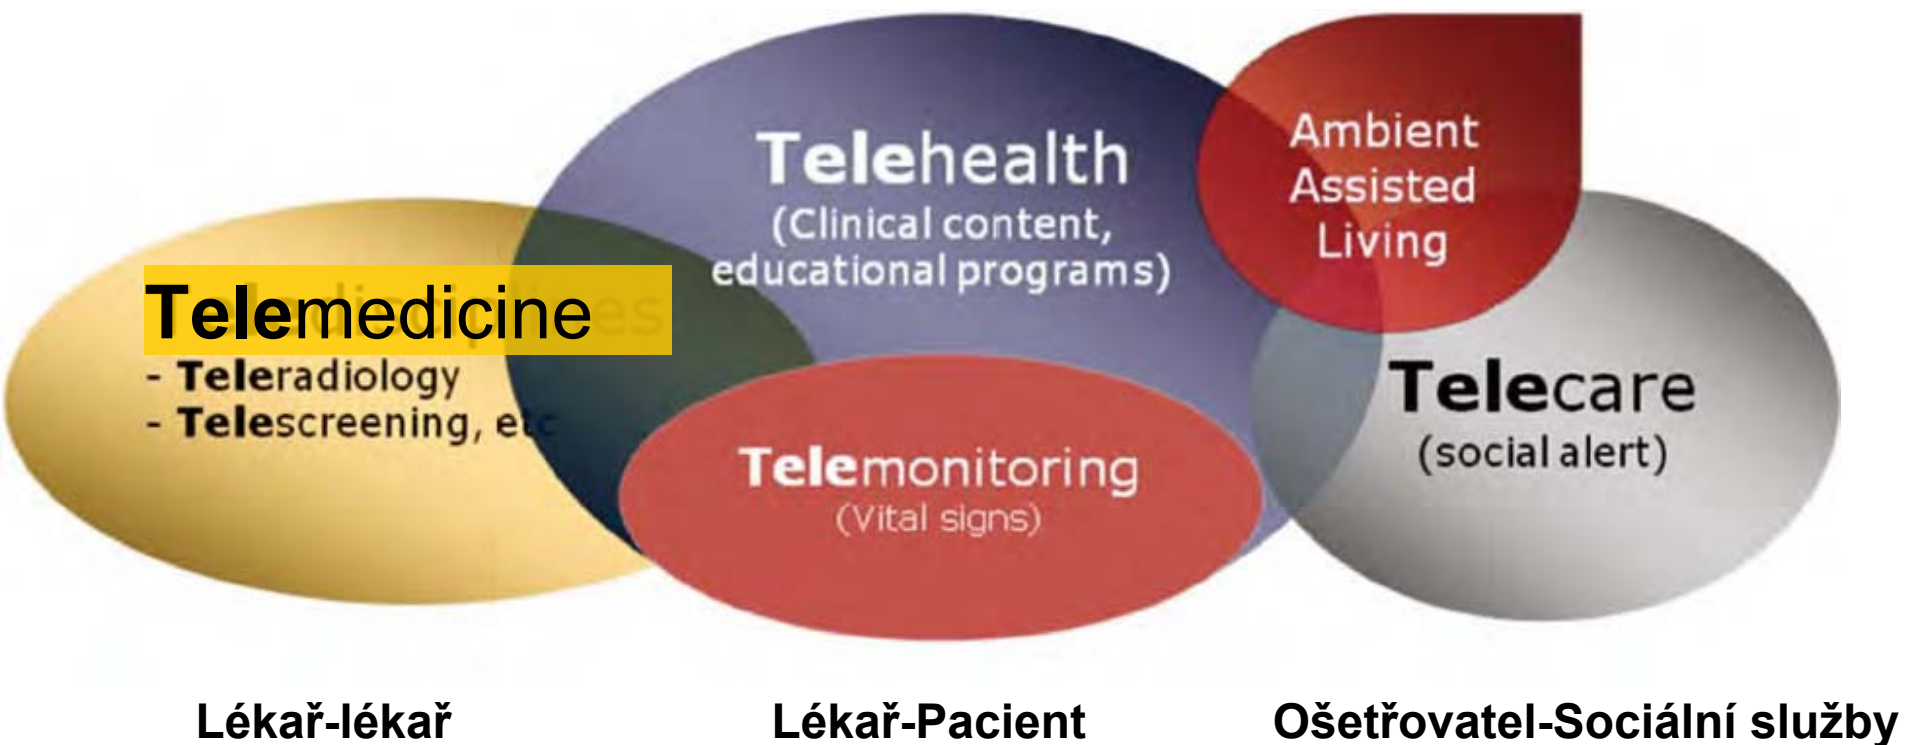 Telehealth
(Clinical content,
educational programs)
Ambient
Assisted
Living
Telemedicine
- Teleradiology
- Telescreening, etc
Telemonitoring
(Vital signs)
Telecare
(social alert)
Lékař-lékař
Lékař-Pacient
Ošetřovatel-Sociální služby